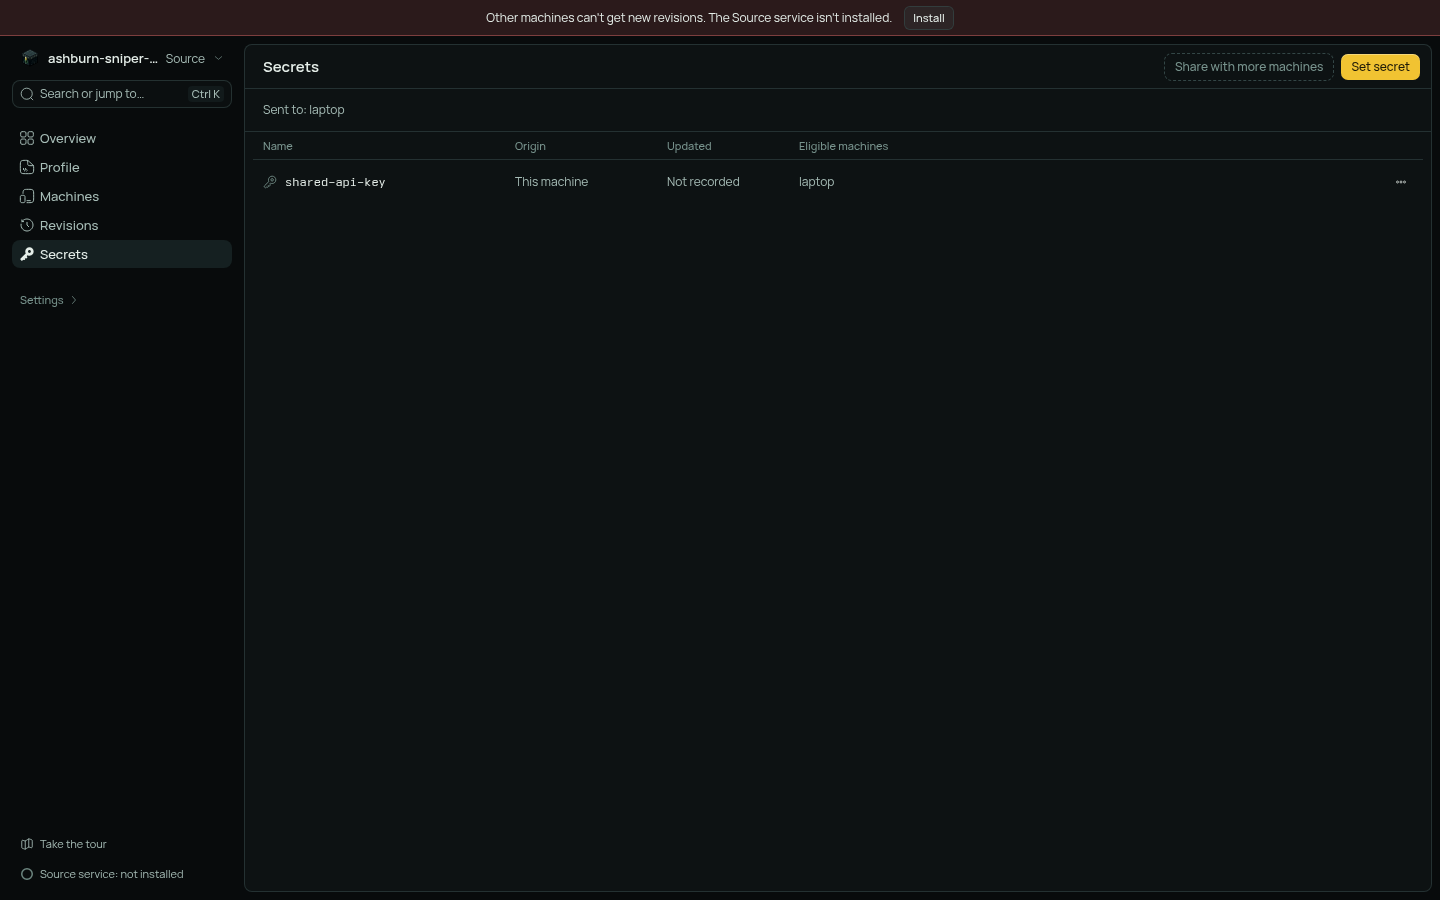 Other machines can't get new revisions. The Source service isn't installed. Install
ashburn-sniper-... Source
Search or jump to... Ctrl K
Overview
Profile
Machines
Revisions
Secrets
Settings
Take the tour
Source service: not installed
Secrets
Share with more machines
Set secret
Sent to: laptop
Name Origin Updated Eligible machines
shared-api-key This machine Not recorded laptop